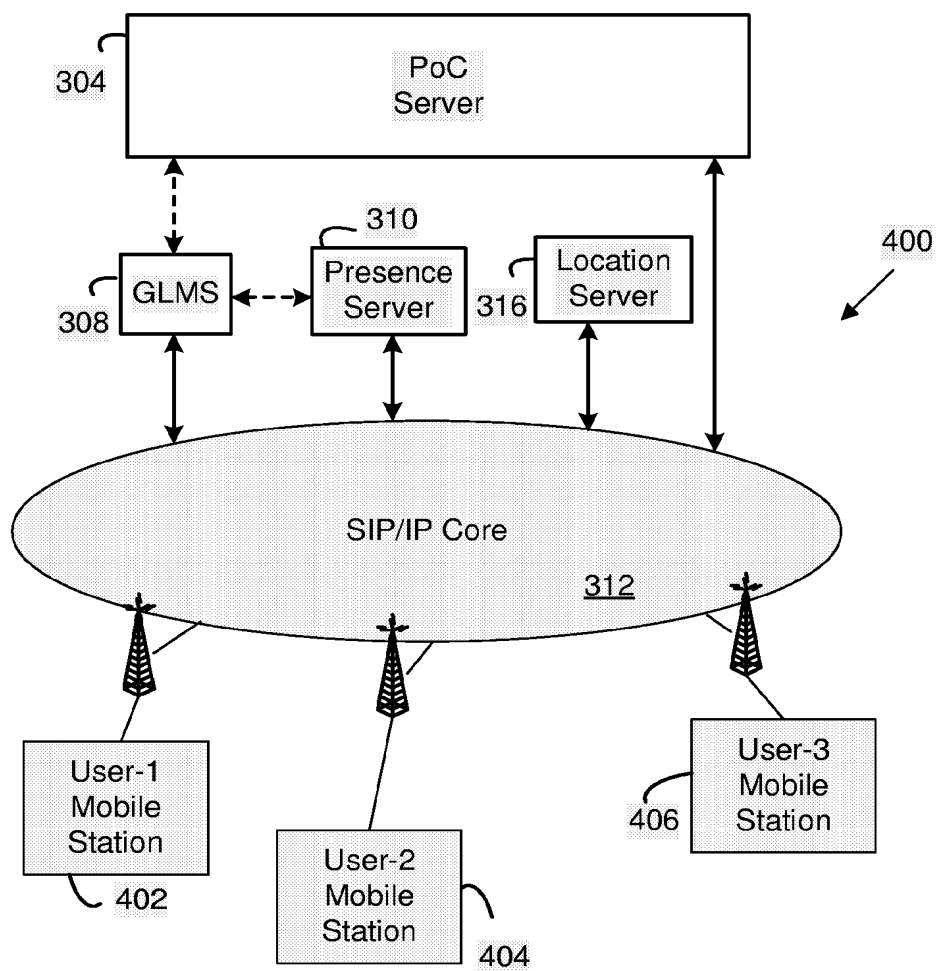 PoC
Server
304
310
400
GLMS
308
Presence
Server
316
Location
Server
SIP/IP Core
312
User-1
Mobile
Station
402
User-2
Mobile
Station
404
User-3
Mobile
Station
406